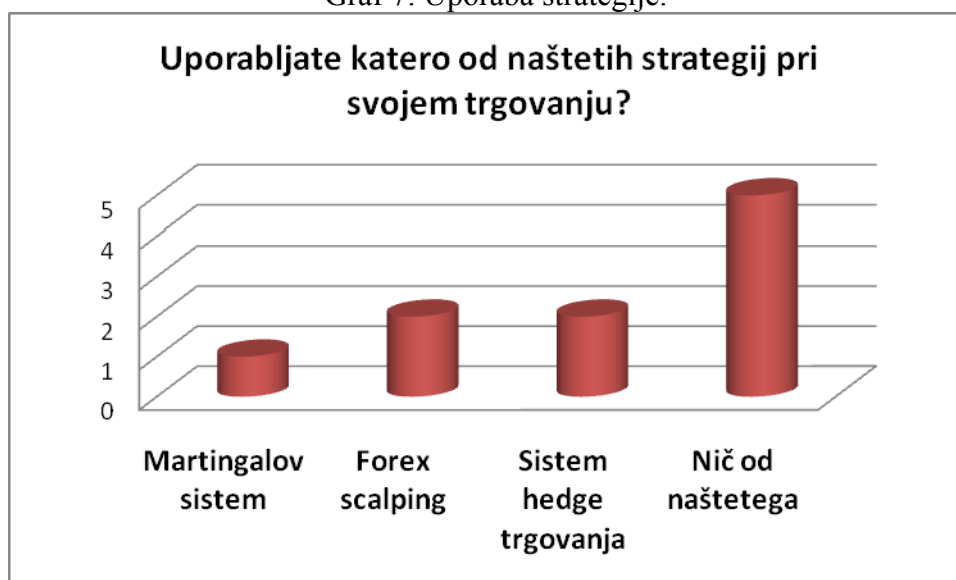 Graf 7: Uporaba strategije.
Uporabljate katero od naštetih strategij pri
svojem trgovanju?
5
4
3
2
1
0
Martingalov
sistem
Forex
scalping
Sistem
hedge
trgovanja
Nič od
naštetega